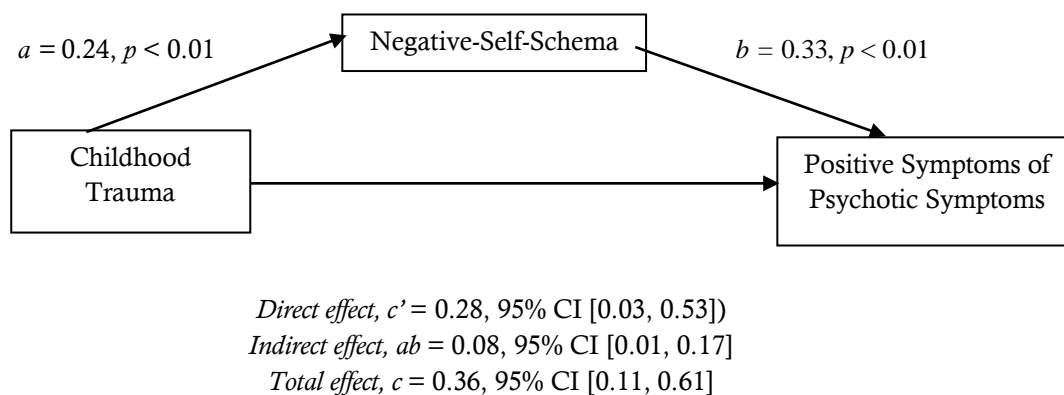 Negative-Self-Schema
a = 0.24, p < 0.01
b = 0.33, p < 0.01
Childhood
Trauma
Positive Symptoms of
Psychotic Symptoms
Direct effect, c’ = 0.28, 95% CI [0.03, 0.53])
Indirect effect, ab = 0.08, 95% CI [0.01, 0.17]
Total effect, c = 0.36, 95% CI [0.11, 0.61]